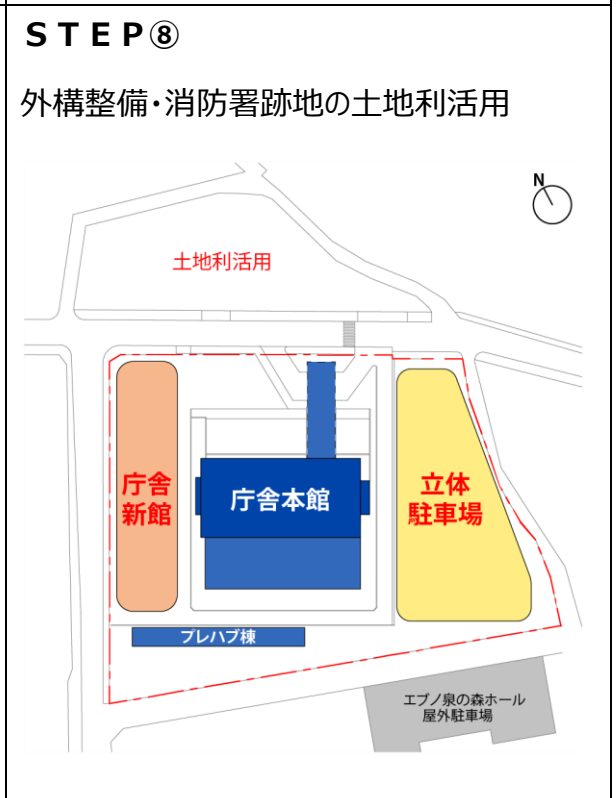 STEP⑧
外構整備・消防署跡地の土地利活用
N
土地利活用
庁舎
新館
庁舎本館
立体
駐車場
プレハブ棟
エブノ泉の森ホール
屋外駐車場